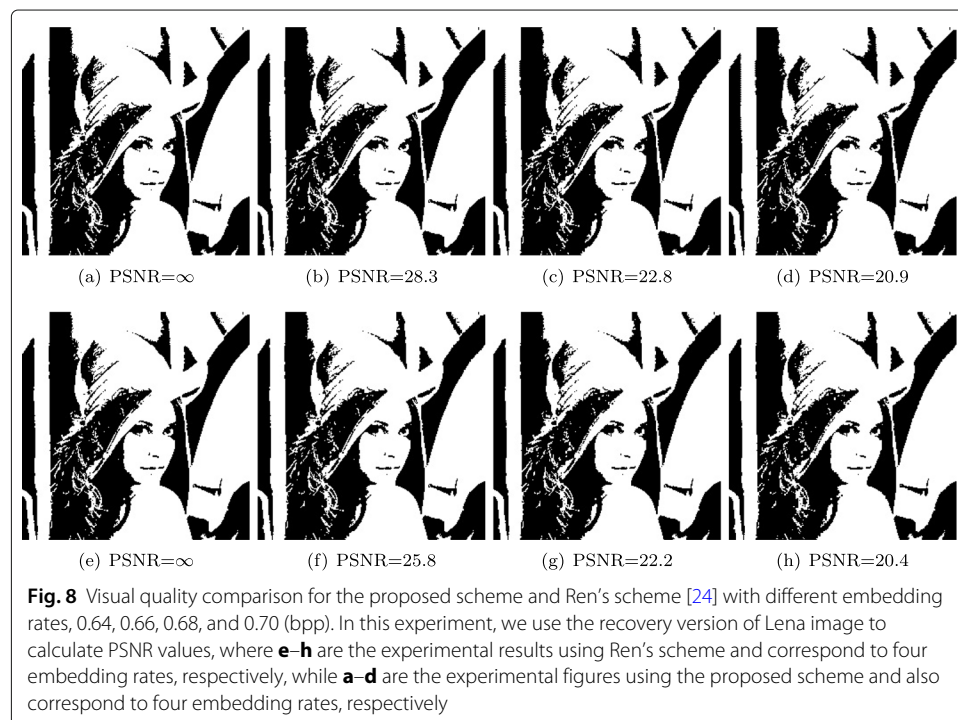 (a) PSNR=∞
(b) PSNR=28.3
(c) PSNR=22.8
(d) PSNR=20.9
(e) PSNR=∞
(f) PSNR=25.8
(g) PSNR=22.2
(h) PSNR=20.4
Fig. 8 Visual quality comparison for the proposed scheme and Ren's scheme [24] with different embedding
rates, 0.64, 0.66, 0.68, and 0.70 (bpp). In this experiment, we use the recovery version of Lena image to
calculate PSNR values, where e–h are the experimental results using Ren's scheme and correspond to four
embedding rates, respectively, while a–d are the experimental figures using the proposed scheme and also
correspond to four embedding rates, respectively